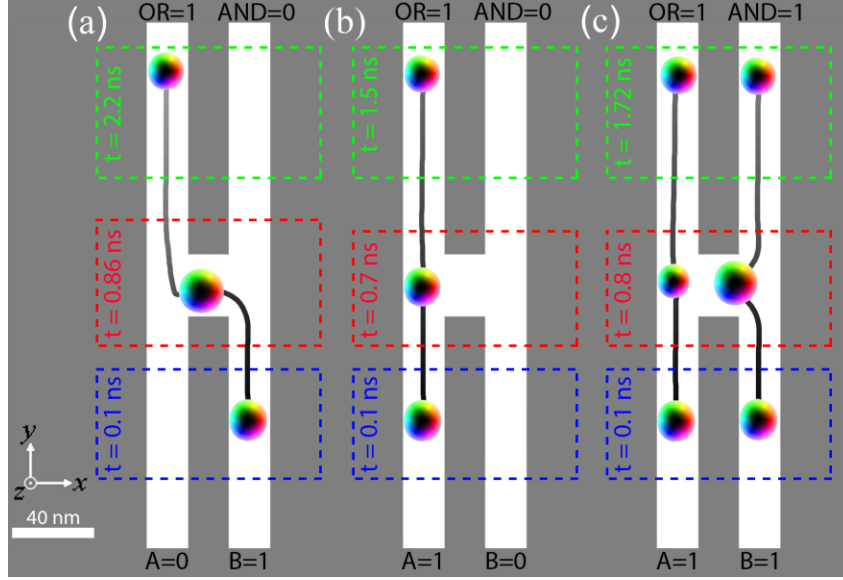 (a) OR=1 AND=0
(b) OR=1
(c) OR=1 AND=1
t = 2.2 ns
t = 1.5 ns
t = 1.72 ns
t = 0.86 ns
t = 0.7 ns
t = 0.8 ns
t = 0.1 ns
t = 0.1 ns
t = 0.1 ns
y
z
x
40 nm
A=0 B=1
A=1 B=0
A=1 B=1